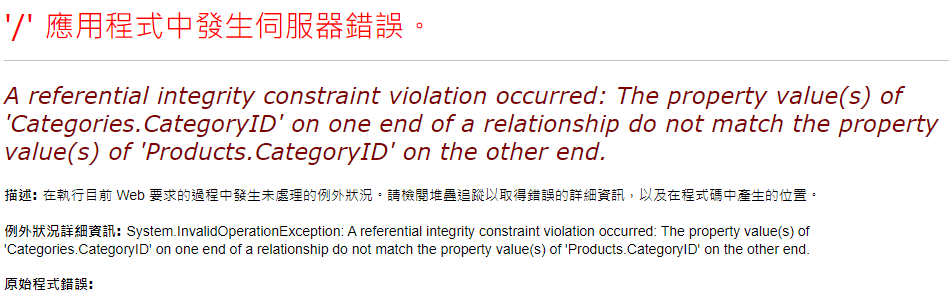 '/' 應用程式中發生伺服器錯誤。
A referential integrity constraint violation occurred: The property value(s) of
'Categories.CategoryID' on one end of a relationship do not match the property
value(s) of 'Products.CategoryID' on the other end.
描述: 在執行目前 Web 要求的過程中發生未處理的例外狀況。請檢閱堆疊追蹤以取得錯誤的詳細資訊，以及在程式碼中產生的位置。
例外狀況詳細資訊: System.InvalidOperationException: A referential integrity constraint violation occurred: The property value(s) of
'Categories.CategoryID' on one end of a relationship do not match the property value(s) of 'Products.CategoryID' on the other end.
原始程式錯誤: